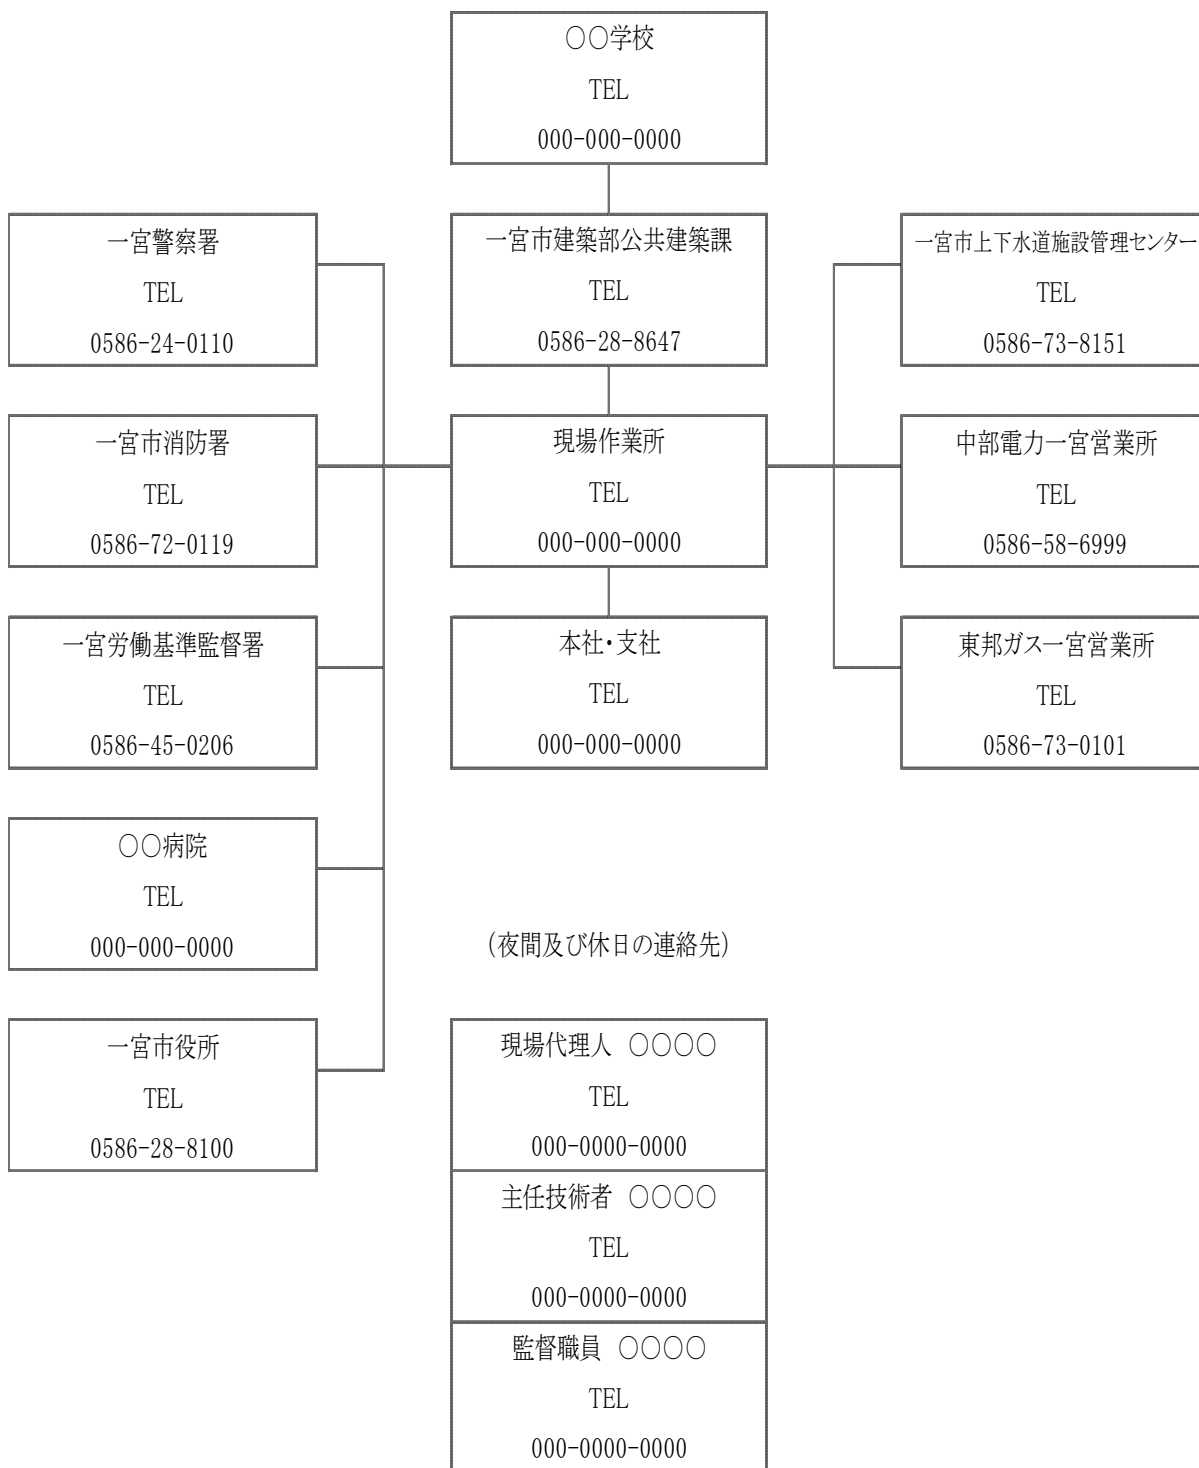 〇〇学校
TEL
000-000-0000
一宮警察署
TEL
0586-24-0110
一宮市建築部公共建築課
TEL
0586-28-8647
一宮市上下水道施設管理センター
TEL
0586-73-8151
一宮市消防署
TEL
0586-72-0119
現場作業所
TEL
000-000-0000
中部電力一宮営業所
TEL
0586-58-6999
一宮労働基準監督署
TEL
0586-45-0206
本社・支社
TEL
000-000-0000
東邦ガス一宮営業所
TEL
0586-73-0101
〇〇病院
TEL
000-000-0000
(夜間及び休日の連絡先)
一宮市役所
TEL
0586-28-8100
現場代理人 〇〇〇〇
TEL
000-0000-0000
主任技術者 〇〇〇〇
TEL
000-0000-0000
監督職員 〇〇〇〇
TEL
000-0000-0000